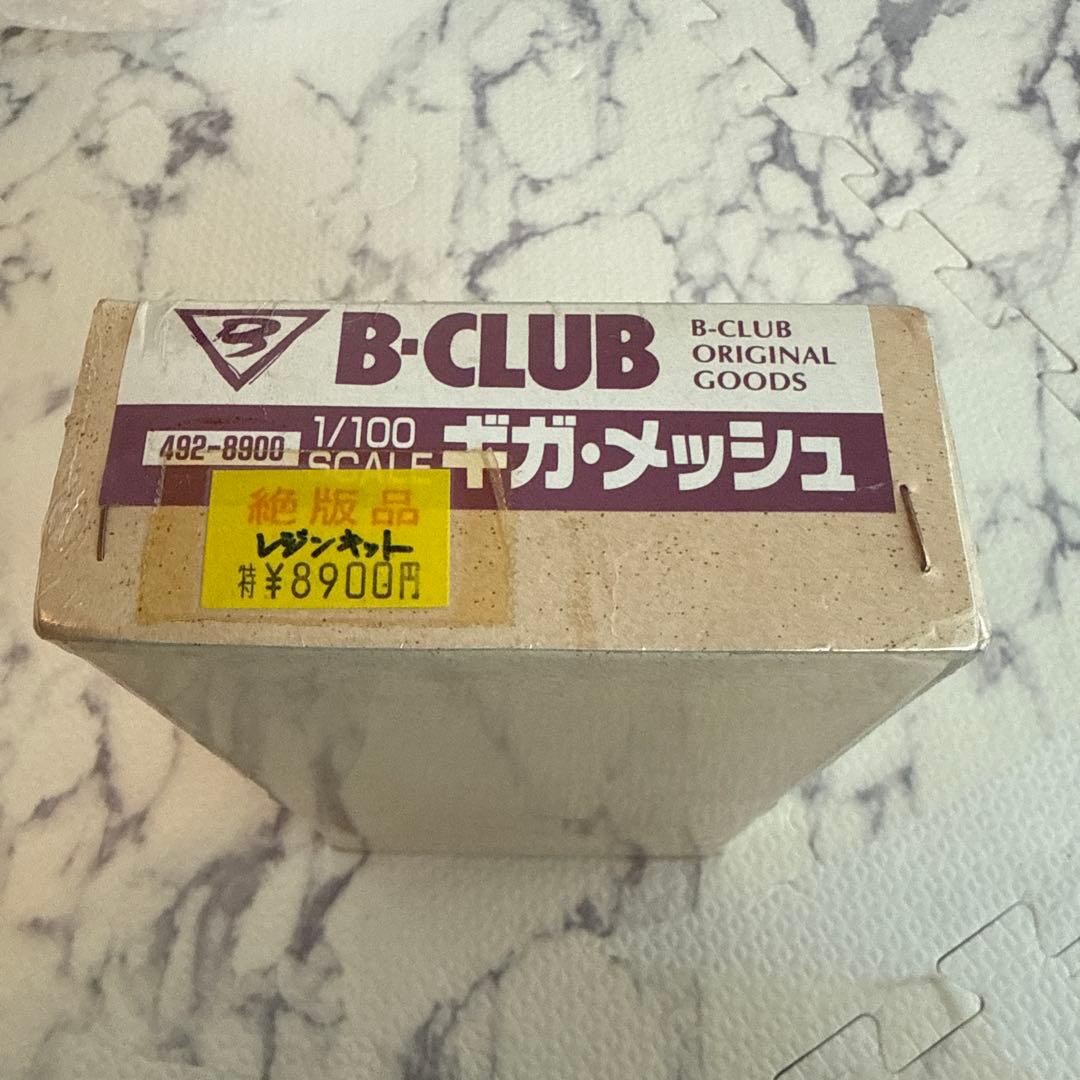 B
B-CLUB
B-CLUB
ORIGINAL
GOODS
492-8900
1/100
SCALE
ギガ・メッシュ
絶版品
レジンキット
特¥8900円